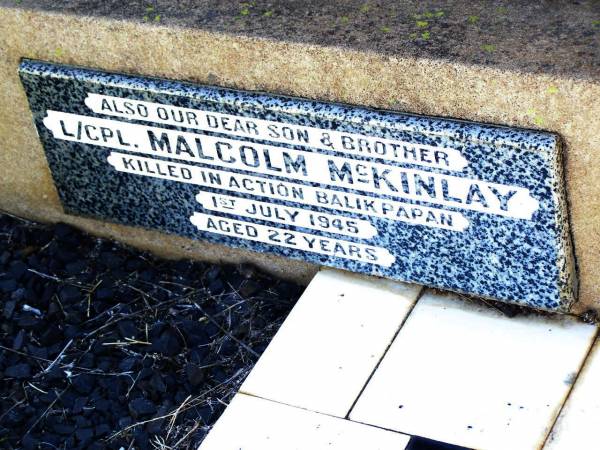 ALSO OUR DEAR SON & BROTHER
L/CPL. MALCOLM McKINLAY
KILLED IN ACTION BALIKPAPAN
1ST JULY 1945
AGED 22 YEARS